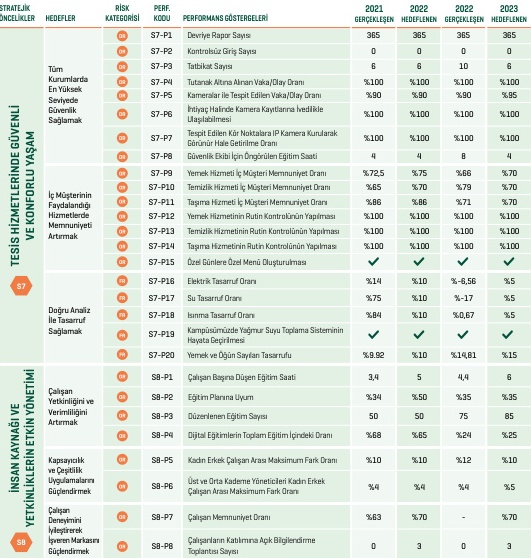 STRATEJİK ÖNCELİKLER HEDEFLER RİSK KATEGORİSİ PERF. KODU PERFORMANS GÖSTERGELERİ 2021 GERÇEKLEŞEN 2022 HEDEFLENEN 2022 GERÇEKLEŞEN 2023 HEDEFLENEN
TESİS HİZMETLERİNDE GÜVENLİ
VE KONFORLU YAŞAM
S7
Tüm
Kurumlarda
En Yüksek
Seviyede
Güvenlik
Sağlamak
OR S7-P1 Devriye Rapor Sayısı 365 365 365 365
OR S7-P2 Kontrolsüz Giriş Sayısı 0 0 0 0
OR S7-P3 Tatbikat Sayısı 6 6 10 6
OR S7-P4 Tutanak Altına Alınan Vaka/Olay Oranı %100 %100 %100 %100
OR S7-P5 Kameralar ile Tespit Edilen Vaka/Olay Oranı %90 %90 %90 %95
OR S7-P6 İhtiyaç Halinde Kamera Kayıtlarına İvedilikle
Ulaşılabilmesi %100 %100 %100 %100
OR S7-P7 Tespit Edilen Kör Noktalara IP Kamera Kurularak
Görünür Hale Getirilme Oranı %100 %100 %100 %100
OR S7-P8 Güvenlik Ekibi İçin Öngörülen Eğitim Saati 4 4 8 4
İç Müşterinin
Faydalandığı
Hizmetlerde
Memnuniyeti
Artırmak
OR S7-P9 Yemek Hizmeti İç Müşteri Memnuniyet Oranı %72,5 %75 %66 %70
OR S7-P10 Temizlik Hizmeti İç Müşteri Memnuniyet Oranı %65 %70 %79 %70
OR S7-P11 Taşıma Hizmeti İç Müşteri Memnuniyet Oranı %86 %86 %71 %70
OR S7-P12 Yemek Hizmetinin Rutin Kontrolünün Yapılması %100 %100 %100 %100
OR S7-P13 Temizlik Hizmetinin Rutin Kontrolünün Yapılması %100 %100 %100 %100
OR S7-P14 Taşıma Hizmetinin Rutin Kontrolünün Yapılması %100 %100 %100 %100
OR S7-P15 Özel Günlere Özel Menü Oluşturulması ✓ ✓ ✓ ✓
Doğru Analiz
İle Tasarruf
Sağlamak
FR S7-P16 Elektrik Tasarruf Oranı %14 %10 %-6,56 %5
FR S7-P17 Su Tasarruf Oranı %75 %10 %-17 %5
FR S7-P18 Isınma Tasarruf Oranı %84 %10 %0,67 %5
FR S7-P19 Kampüsümüzde Yağmur Suyu Toplama Sisteminin
Hayata Geçirilmesi ✓ ✓ ✓ ✓
FR S7-P20 Yemek ve Öğün Sayıları Tasarrufu %9.92 %10 %14,81 %15
İNSAN KAYNAĞI VE
YETKİNLİKLERİN ETKİN YÖNETİMİ
S8
Çalışan
Yetkinliğini ve
Verimliliğini
Artırmak
OR S8-P1 Çalışan Başına Düşen Eğitim Saati 3,4 5 4,4 6
OR S8-P2 Eğitim Planına Uyum %34 %50 %35 %35
OR S8-P3 Düzenlenen Eğitim Sayısı 50 50 75 85
OR S8-P4 Dijital Eğitimlerin Toplam Eğitim İçindeki Oranı %68 %65 %24 %25
Kapsayıcılık
ve Çeşitlilik
Uygulamalarını
Güçlendirmek
OR S8-P5 Kadın Erkek Çalışan Arası Maksimum Fark Oranı %10 %10 %12 %10
OR S8-P6 Üst ve Orta Kademe Yöneticileri Kadın Erkek
Çalışan Arası Maksimum Fark Oranı %4 %4 %4 %5
Çalışan
Deneyimini
İyileştirerek
İşveren Markasını
Güçlendirmek
OR S8-P7 Çalışan Memnuniyet Oranı %63 %70 - %70
OR S8-P8 Çalışanların Katılımına Açık Bilgilendirme
Toplantısı Sayısı 0 3 0 3